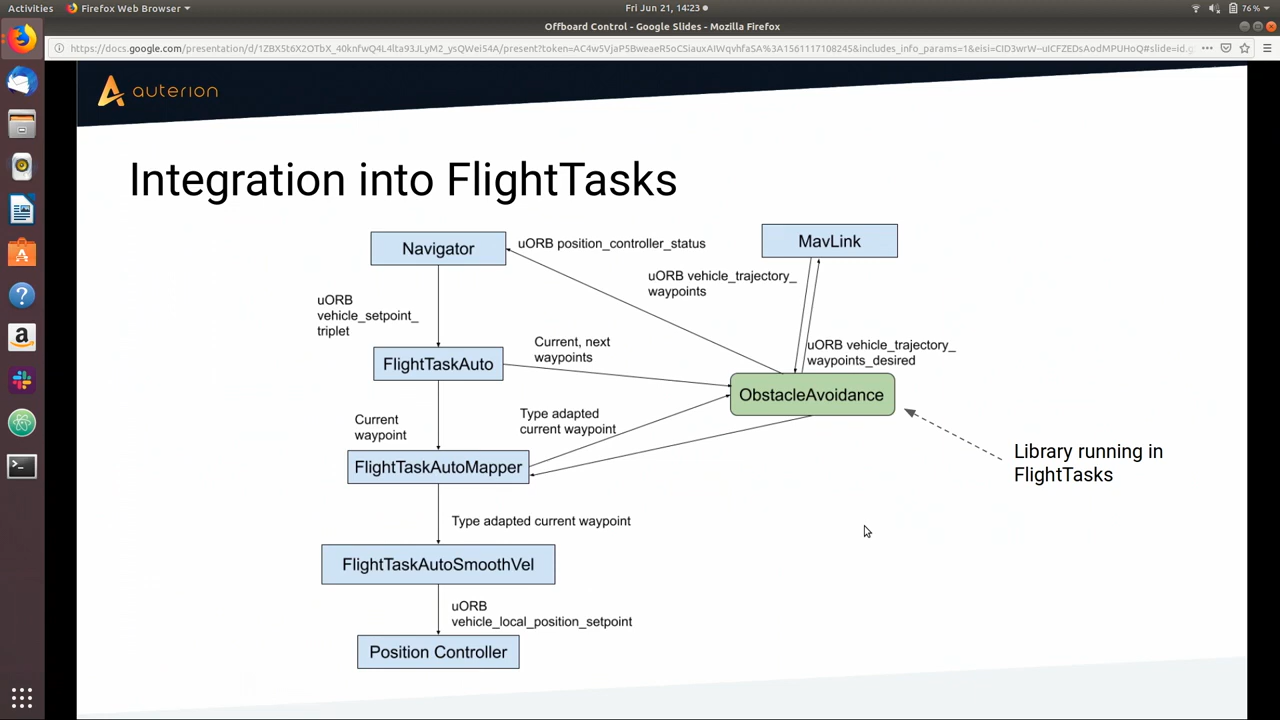 Activities
Firefox Web Browser
Fri Jun 21, 14:23
76%
Offboard Control - Google Slides - Mozilla Firefox
auterion
Integration into FlightTasks
Navigator
uORB position_controller_status
MavLink
uORB vehicle_trajectory_
waypoints
uORB
vehicle_setpoint_
triplet
Current, next
waypoints
uORB vehicle_trajectory_
waypoints_desired
FlightTaskAuto
ObstacleAvoidance
Type adapted
current waypoint
Current
waypoint
Library running in
FlightTasks
FlightTaskAutoMapper
Type adapted current waypoint
FlightTaskAutoSmoothVel
uORB
vehicle_local_position_setpoint
Position Controller